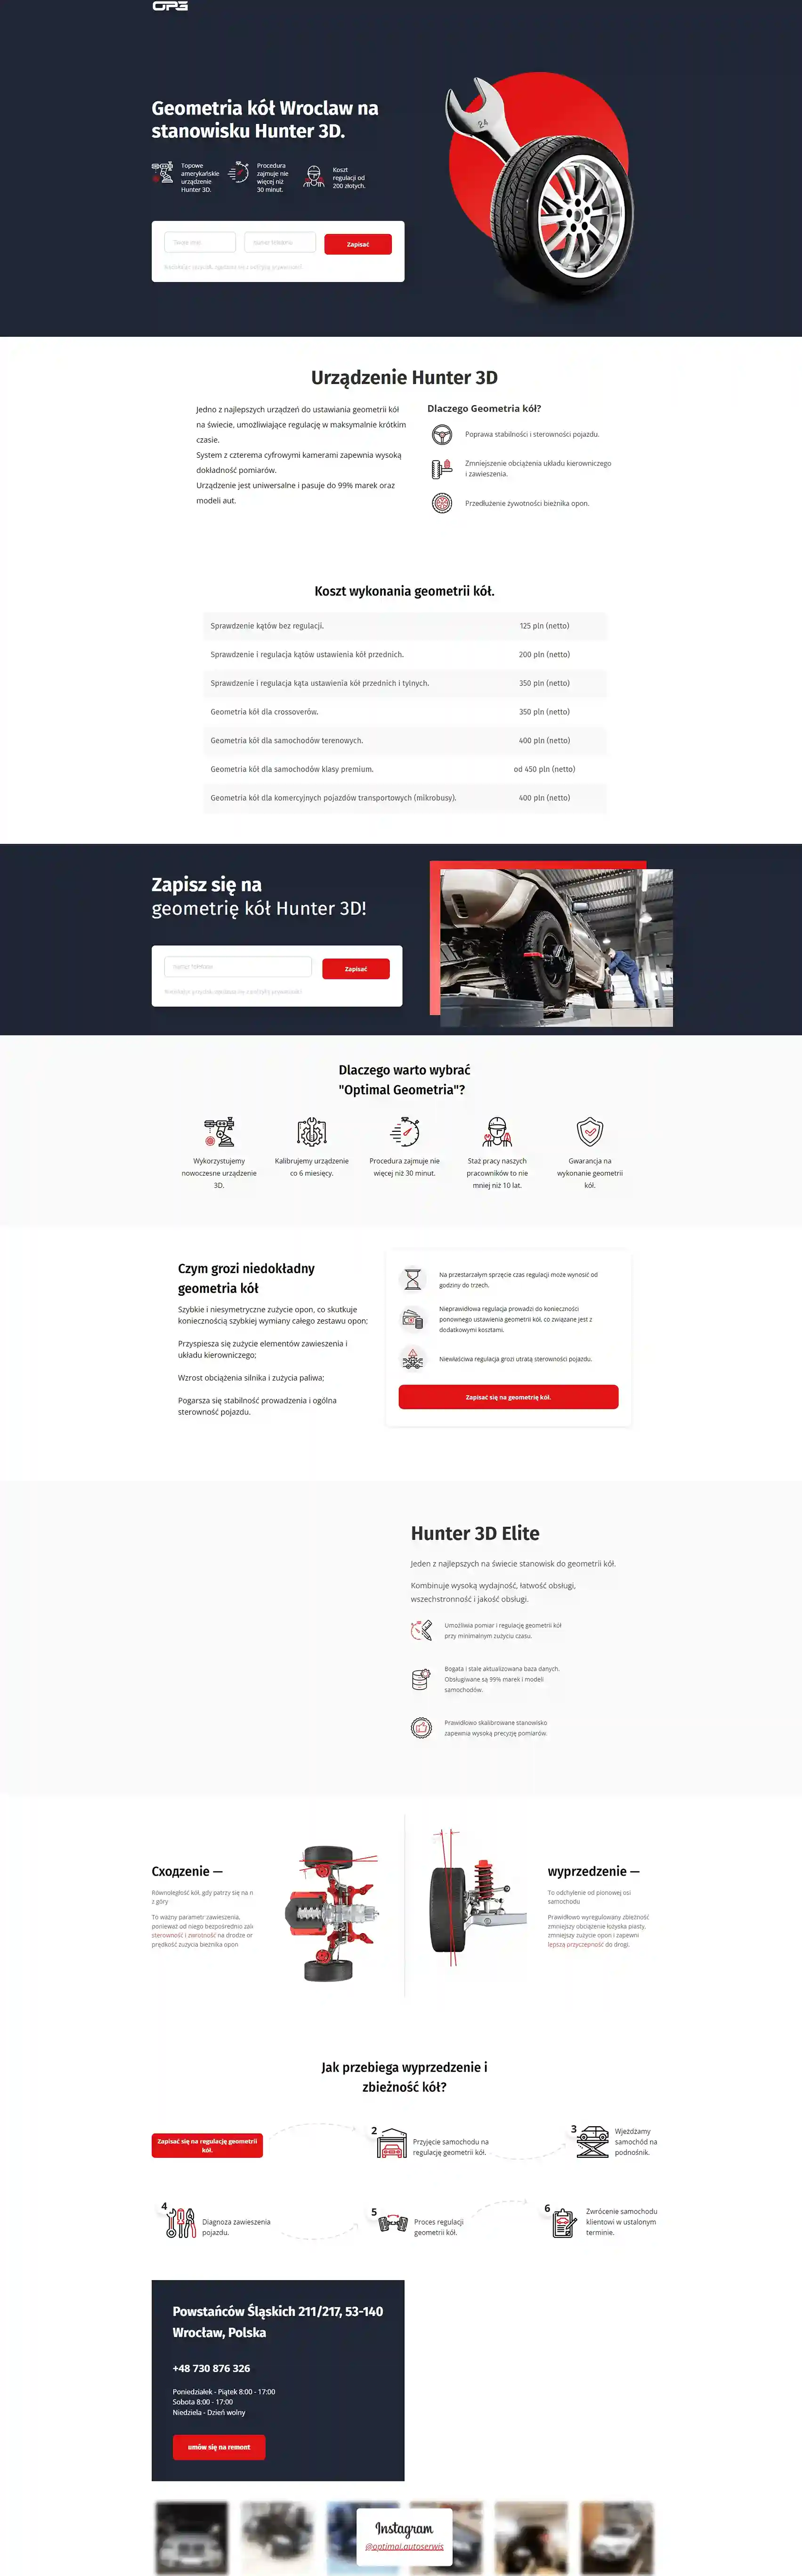 OPG
Geometria kół Wroclaw na
stanowisku Hunter 3D.
Topowe
amerykańskie
urządzenie
Hunter 3D.
Procedura
zajmuje nie
więcej niż
30 minut.
Koszt
regulacji od
200 złotych.
24
Twoje imię
numer telefonu
Zapisać
Urządzenie Hunter 3D
Jedno z najlepszych urządzeń do ustawiania geometrii kół
na świecie, umożliwiające regulację w maksymalnie krótkim
czasie.
System z czterema cyfrowymi kamerami zapewnia wysoką
dokładność pomiarów.
Urządzenie jest uniwersalne i pasuje do 99% marek oraz
modeli aut.
Dlaczego Geometria kół?
Poprawa stabilności i sterowności pojazdu.
Zmniejszenie obciążenia układu kierowniczego
i zawieszenia.
Przedłużenie żywotności bieżnika opon.
Koszt wykonania geometrii kół.
Sprawdzenie kątów bez regulacji. 125 pln (netto)
Sprawdzenie i regulacja kątów ustawienia kół przednich. 200 pln (netto)
Sprawdzenie i regulacja kąta ustawienia kół przednich i tylnych. 350 pln (netto)
Geometria kół dla crossoverów. 350 pln (netto)
Geometria kół dla samochodów terenowych. 400 pln (netto)
Geometria kół dla samochodów klasy premium. od 450 pln (netto)
Geometria kół dla komercyjnych pojazdów transportowych (mikrobusy). 400 pln (netto)
Zapisz się na
geometrię kół Hunter 3D!
numer telefonu
Zapisać
Dlaczego warto wybrać
"Optimal Geometria"?
Wykorzystujemy
nowoczesne urządzenie
3D.
Kalibrujemy urządzenie
co 6 miesięcy.
Procedura zajmuje nie
więcej niż 30 minut.
Staż pracy naszych
pracowników to nie
mniej niż 10 lat.
Gwarancja na
wykonanie geometrii
kół.
Czym grozi niedokładny
geometria kół
Szybkie i niesymetryczne zużycie opon, co skutkuje
koniecznością szybkiej wymiany całego zestawu opon;
Przyspiesza się zużycie elementów zawieszenia i
układu kierowniczego;
Wzrost obciążenia silnika i zużycia paliwa;
Pogarsza się stabilność prowadzenia i ogólna
sterowność pojazdu.
Na przestarzałym sprzęcie czas regulacji może wynosić od
godziny do trzech.
Nieprawidłowa regulacja prowadzi do konieczności
ponownego ustawienia geometrii kół, co związane jest z
dodatkowymi kosztami.
Niewłaściwa regulacja grozi utratą sterowności pojazdu.
Zapisać się na geometrię kół.
Hunter 3D Elite
Jeden z najlepszych na świecie stanowisk do geometrii kół.
Kombinuje wysoką wydajność, łatwość obsługi,
wszechstronność i jakość obsługi.
Umożliwia pomiar i regulację geometrii kół
przy minimalnym zużyciu czasu.
Bogata i stale aktualizowana baza danych.
Obsługiwane są 99% marek i modeli
samochodów.
Prawidłowo skalibrowane stanowisko
zapewnia wysoką precyzję pomiarów.
Сходzenie —
Równoległość kół, gdy patrzy się na n
z góry
To ważny parametr zawieszenia,
ponieważ od niego bezpośrednio zale
sterowność i zwrotność na drodze or
prędkość zużycia bieżnika opon
wyprzedzenie —
To odchylenie od pionowej osi
samochodu
Prawidłowo wyregulowany zbieżność
zmniejszy obciążenie łożyska piasty,
zmniejszy zużycie opon i zapewni
lepszą przyczepność do drogi.
Jak przebiega wyprzedzenie i
zbieżność kół?
Zapisać się na regulację geometrii
kół.
2
Przyjęcie samochodu na
regulację geometrii kół.
3
Wjeżdżamy
samochód na
podnośnik.
4
Diagnoza zawieszenia
pojazdu.
5
Proces regulacji
geometrii kół.
6
Zwrócenie samochodu
klientowi w ustalonym
terminie.
Powstańców Śląskich 211/217, 53-140
Wrocław, Polska
+48 730 876 326
Poniedziałek - Piątek 8:00 - 17:00
Sobota 8:00 - 17:00
Niedziela - Dzień wolny
umów się na remont
Instagram
@optimal.autoserwis